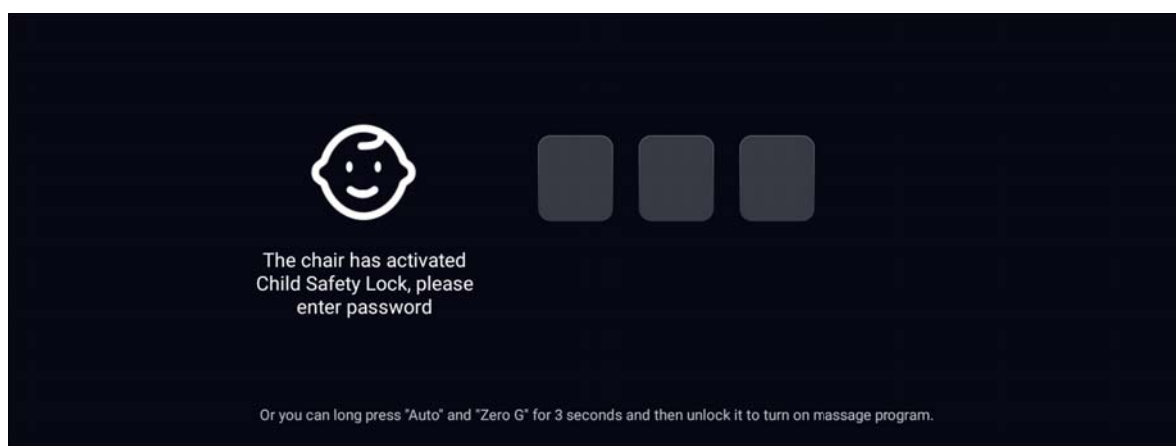 The chair has activated
Child Safety Lock, please
enter password
Or you can long press "Auto" and "Zero G" for 3 seconds and then unlock it to turn on massage program.